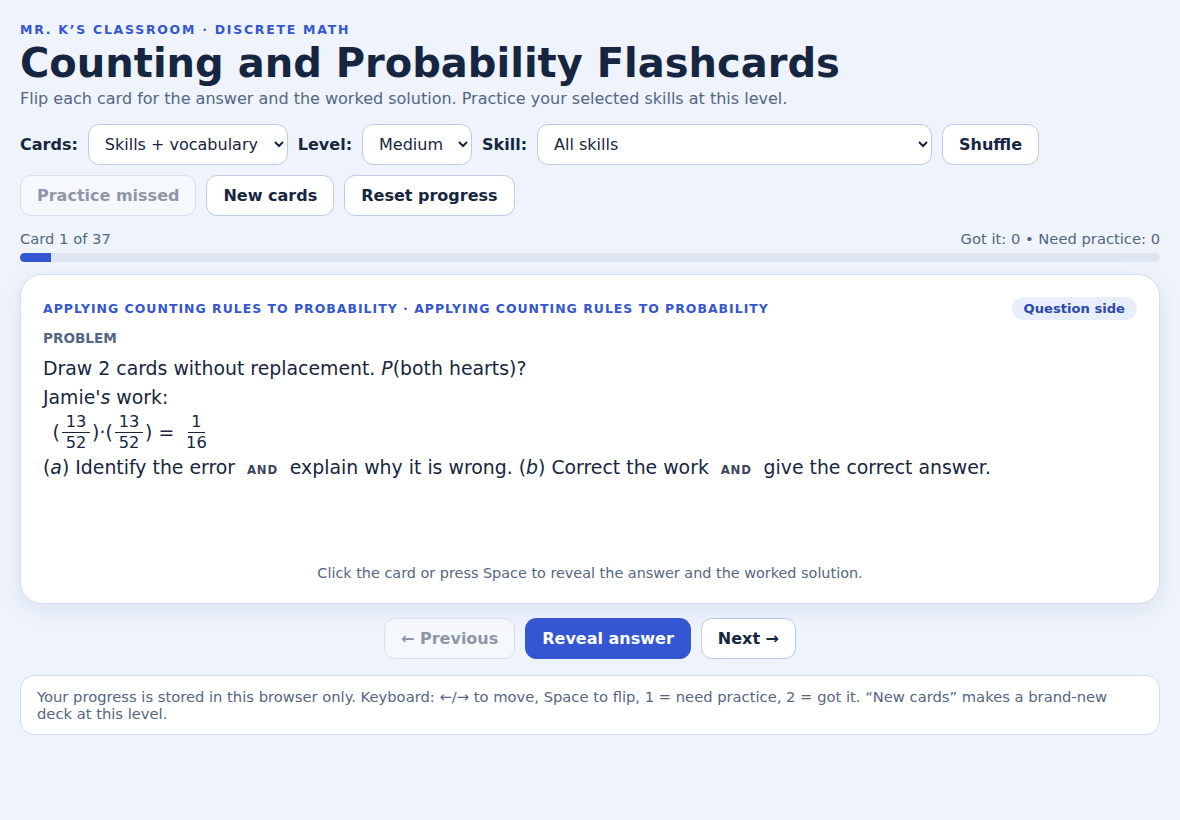 MR. K’S CLASSROOM · DISCRETE MATH
Counting and Probability Flashcards
Flip each card for the answer and the worked solution. Practice your selected skills at this level.
Cards: Skills + vocabulary Level: Medium Skill: All skills Shuffle
Practice missed New cards Reset progress
Card 1 of 37 Got it: 0 • Need practice: 0
APPLYING COUNTING RULES TO PROBABILITY · APPLYING COUNTING RULES TO PROBABILITY Question side
PROBLEM
Draw 2 cards without replacement. P(both hearts)?
Jamie's work:
(13/52)·(13/52) = 1/16
(a) Identify the error AND explain why it is wrong. (b) Correct the work AND give the correct answer.
Click the card or press Space to reveal the answer and the worked solution.
← Previous Reveal answer Next →
Your progress is stored in this browser only. Keyboard: ←/→ to move, Space to flip, 1 = need practice, 2 = got it. “New cards” makes a brand-new
deck at this level.